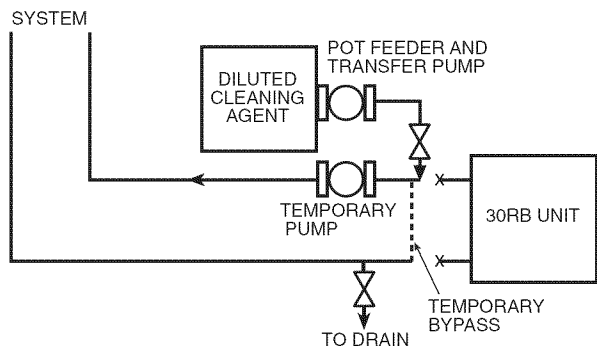 SYSTEM
POT FEEDER AND
TRANSFER PUMP
DILUTED
CLEANING
AGENT
TEMPORARY
PUMP
X
30RB UNIT
X
TEMPORARY
BYPASS
TO DRAIN